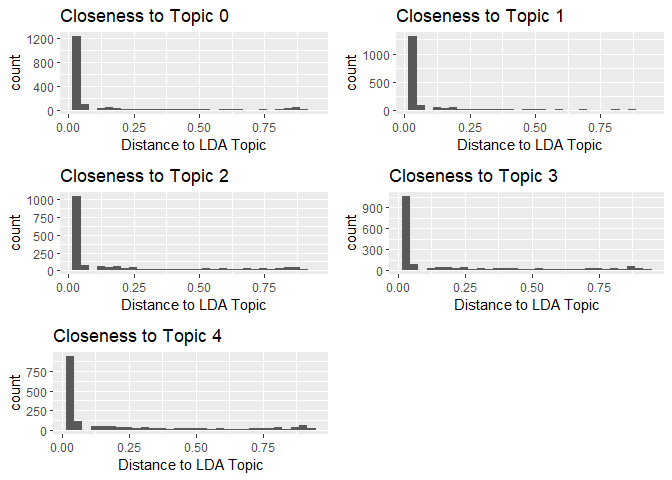 Closeness to Topic 0
1200
800
400
0
count
0.00 0.25 0.50 0.75
Distance to LDA Topic
Closeness to Topic 1
1000
500
0
count
0.00 0.25 0.50 0.75
Distance to LDA Topic
Closeness to Topic 2
1000
750
500
250
0
count
0.00 0.25 0.50 0.75
Distance to LDA Topic
Closeness to Topic 3
900
600
300
0
count
0.00 0.25 0.50 0.75
Distance to LDA Topic
Closeness to Topic 4
750
500
250
0
count
0.00 0.25 0.50 0.75
Distance to LDA Topic